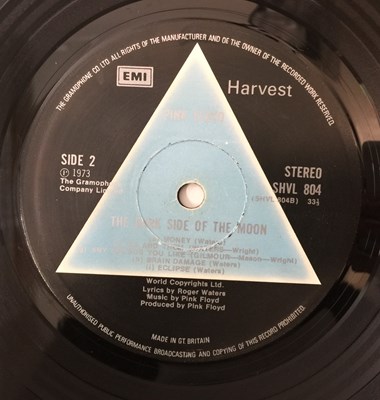 THE GRAMOPHONE CO LTD. ALL RIGHTS OF THE MANUFACTURER AND OF THE OWNER OF THE RECORDED WORK RESERVED.
EMI
Harvest
PINK FLOYD
SIDE 2
STEREO
℗ 1973
SHVL 804
The Gramophone
(SHVL 804B) 33⅓
Company Ltd.
THE DARK SIDE OF THE MOON
MONEY (Waters)
AND THEM (Waters-Wright)
YOU LIKE (Gilmour-Mason-Wright)
BRAIN DAMAGE (Waters)
ECLIPSE (Waters)
World Copyrights Ltd.
Lyrics by Roger Waters
Music by Pink Floyd
Produced by Pink Floyd
MADE IN GT. BRITAIN
UNAUTHORISED PUBLIC PERFORMANCE BROADCASTING AND COPYING OF THIS RECORD PROHIBITED.